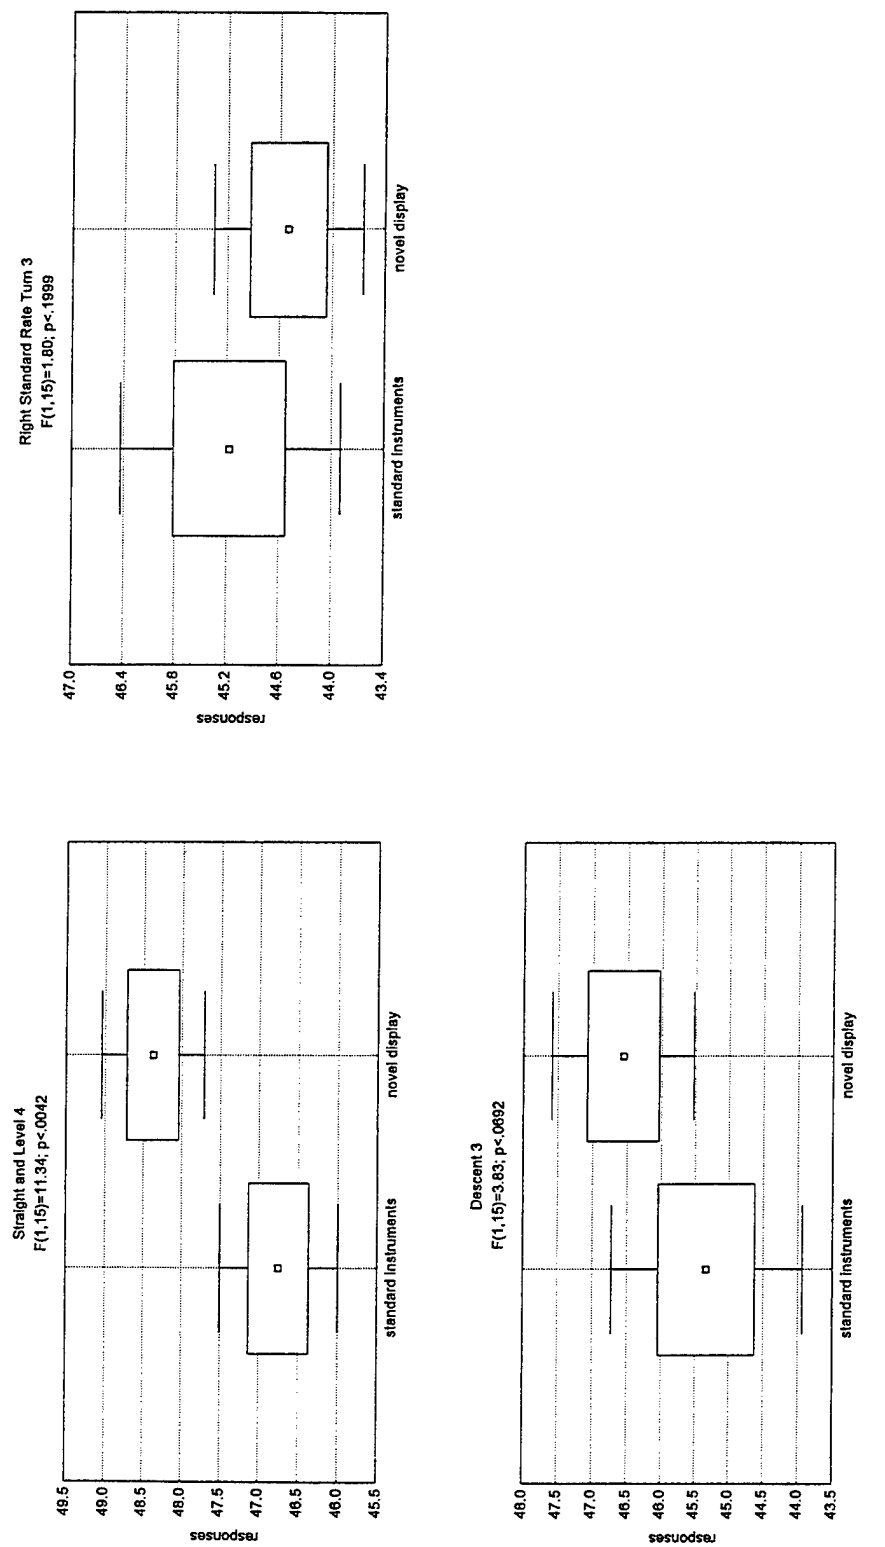 Straight and Level 4
F(1,15)=11.34; p<.0042
responses
49.5
49.0
48.5
48.0
47.5
47.0
46.5
46.0
45.5
standard instruments
novel display
Right Standard Rate Turn 3
F(1,15)=1.80; p<.1999
responses
47.0
46.4
45.8
45.2
44.6
44.0
43.4
standard instruments
novel display
Descent 3
F(1,15)=3.83; p<.0692
responses
48.0
47.5
47.0
46.5
46.0
45.5
45.0
44.5
44.0
43.5
standard instruments
novel display